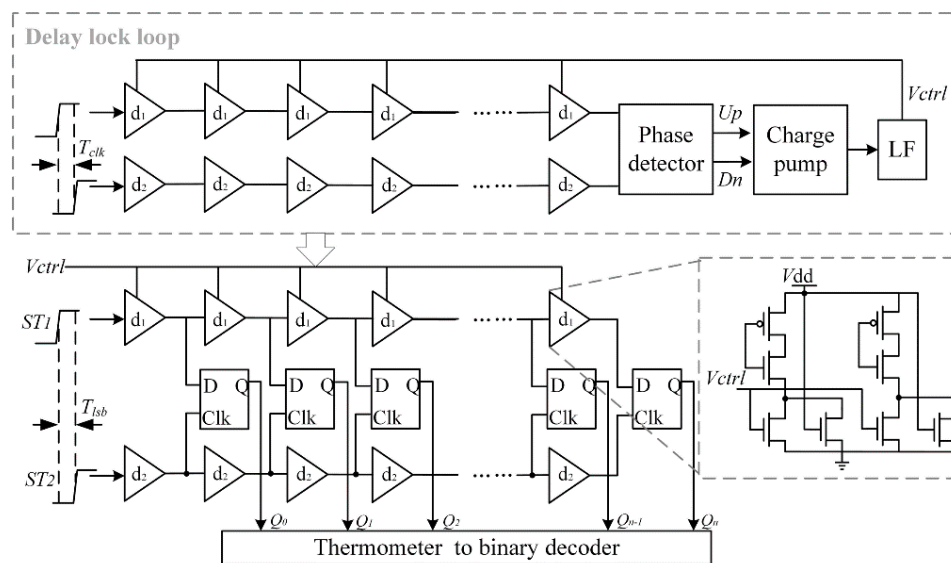 Delay lock loop
Vctrl
d₁ d₁ d₁ d₁ ...... d₁
Up
Tclk
Phase detector
Charge pump
LF
Dn
d₂ d₂ d₂ d₂ ...... d₂
Vctrl
Vdd
ST1
d₁ d₁ d₁ d₁ ...... d₁
D Q D Q D Q D Q D Q
Vctrl
Tlsb
Clk Clk Clk Clk Clk
ST2
d₂ d₂ d₂ d₂ ...... d₂
Q₀ Q₁ Q₂ Qn-1 Qn
Thermometer to binary decoder